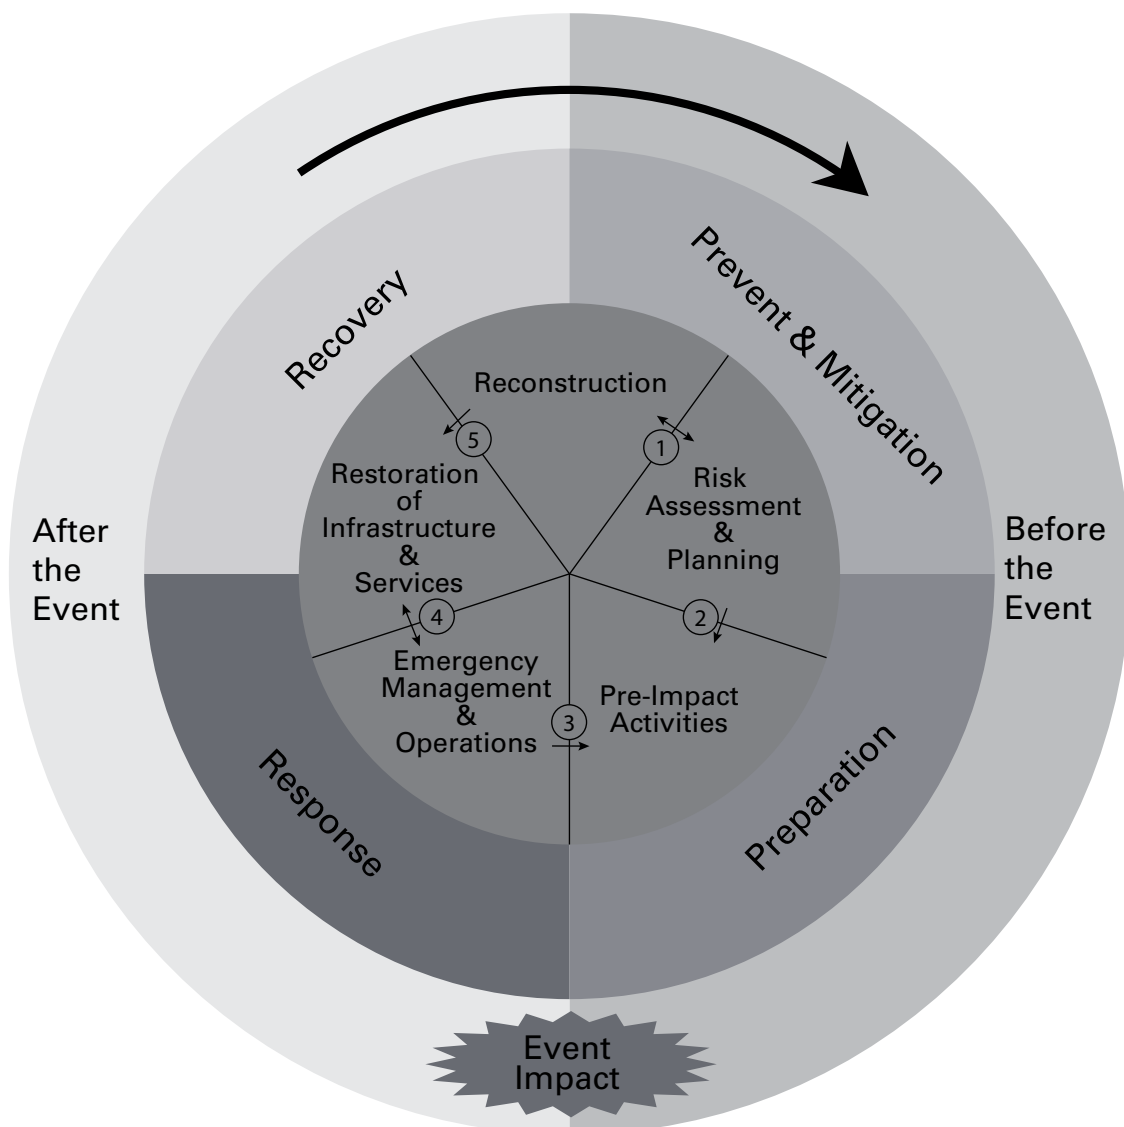 Recovery
Prevent & Mitigation
Reconstruction
5
1
Restoration
of
Infrastructure
&
Services
Risk
Assessment
&
Planning
After
the
Event
Before
the
Event
4
2
Emergency
Management
&
Operations
3
Pre-Impact
Activities
Response
Preparation
Event
Impact